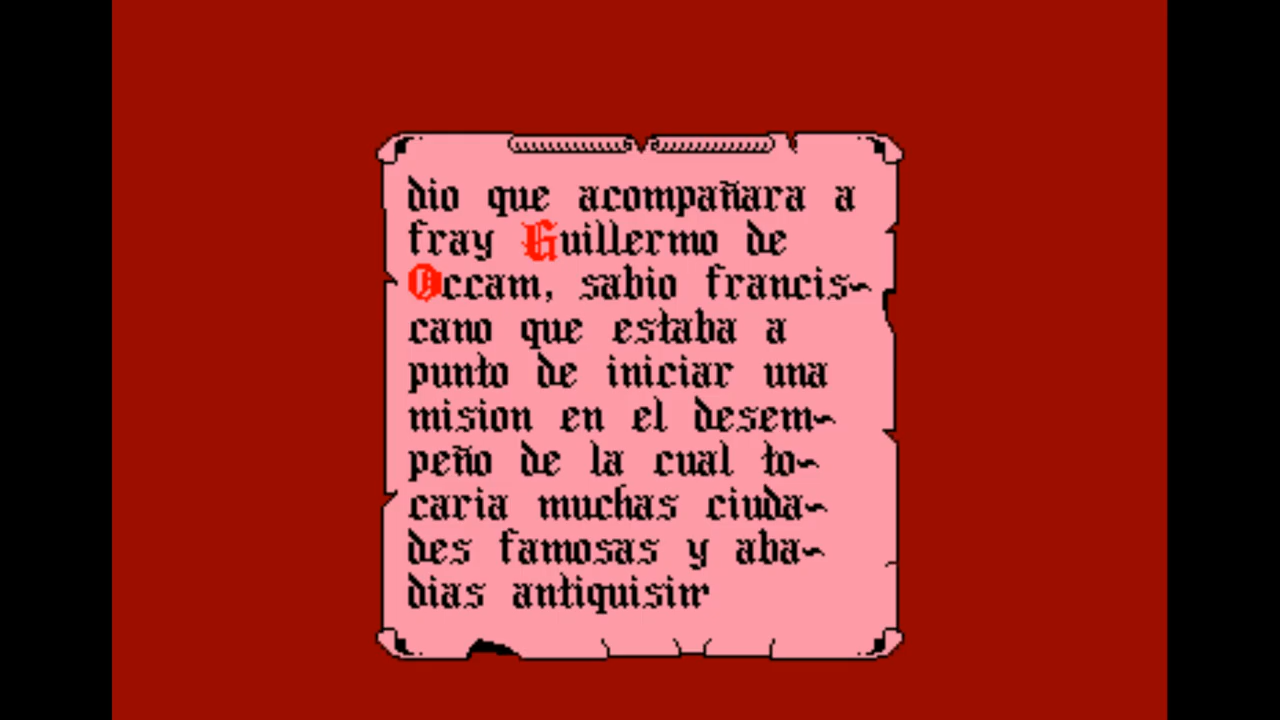 dio que acompañara a
fray Guillermo de
Occam, sabio francis~
cano que estaba a
punto de iniciar una
mision en el desem~
peño de la cual to~
caria muchas ciuda~
des famosas y aba~
dias antiquisim